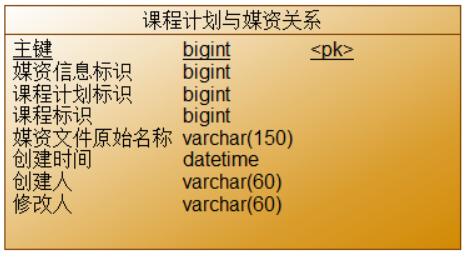 课程计划与媒资关系
主键 bigint <pk>
媒资信息标识 bigint
课程计划标识 bigint
课程标识 bigint
媒资文件原始名称 varchar(150)
创建时间 datetime
创建人 varchar(60)
修改人 varchar(60)